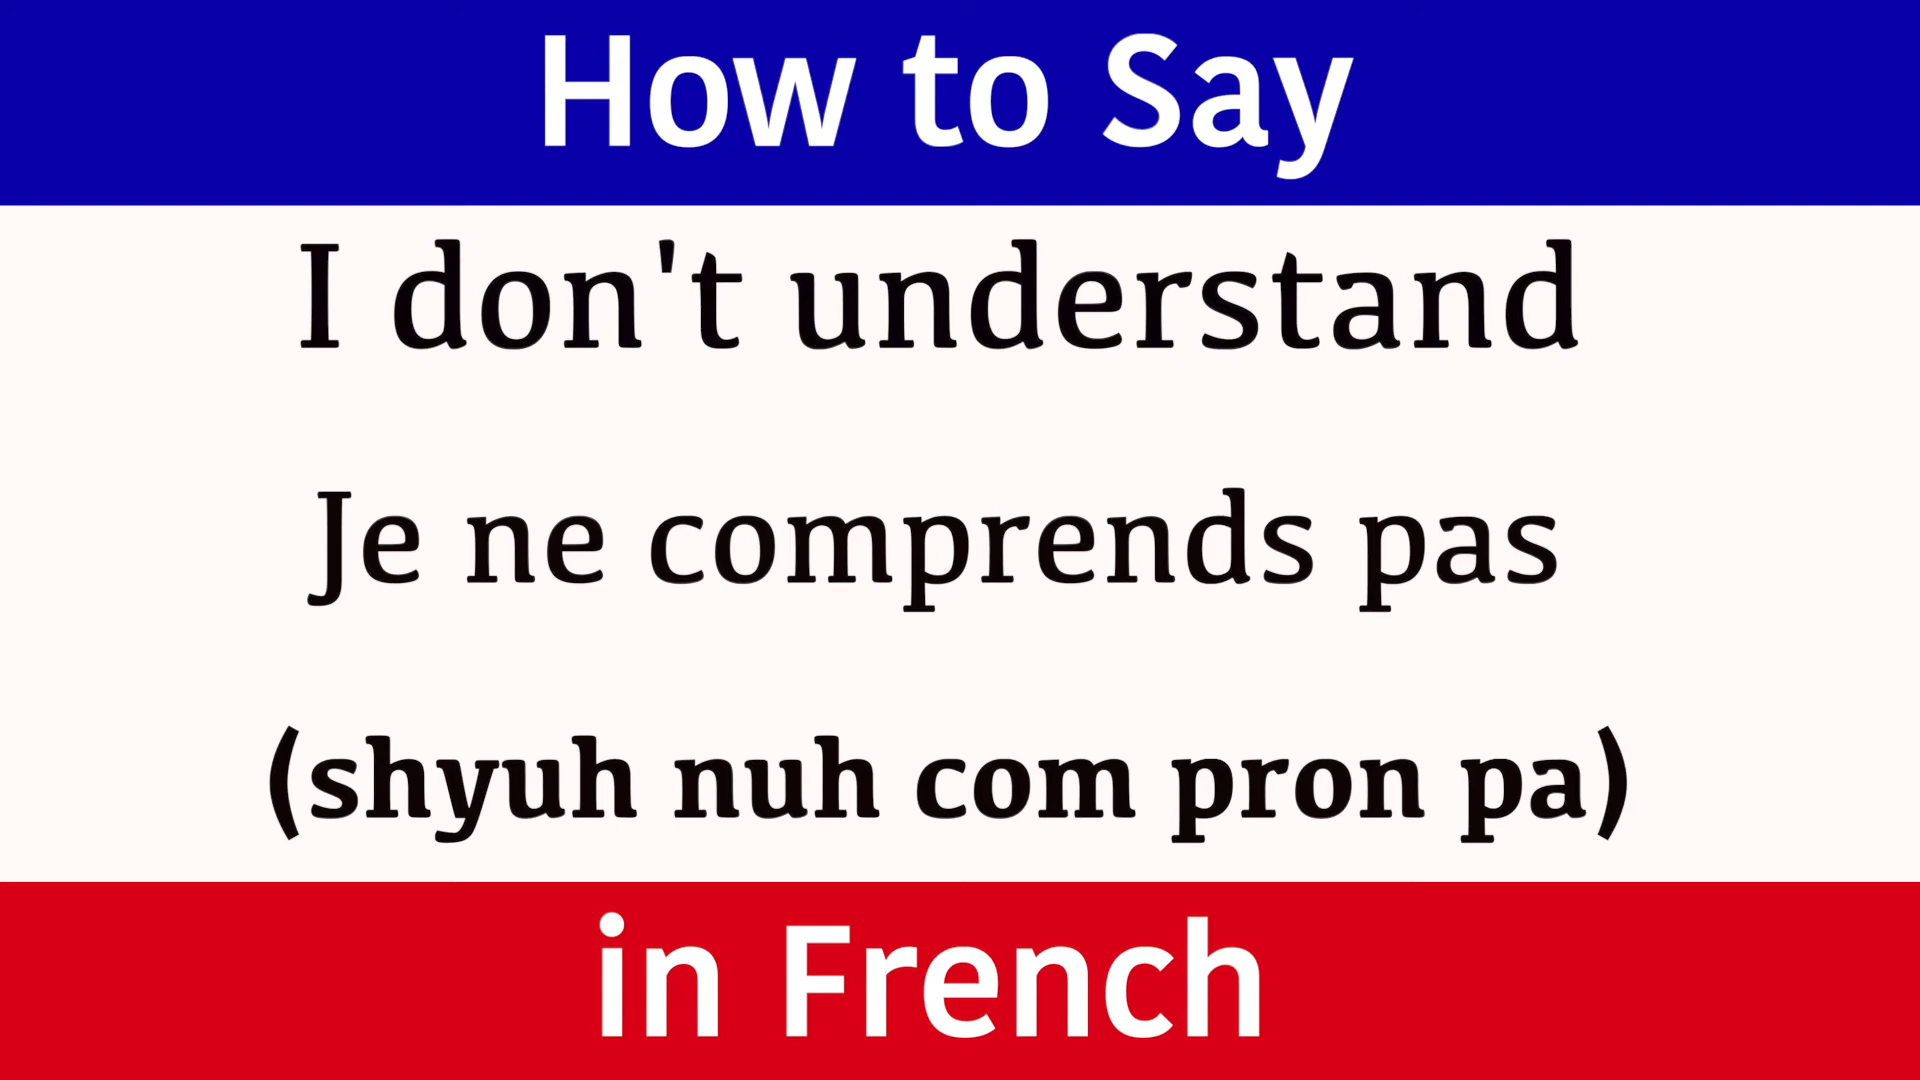 How to Say
I don't understand
Je ne comprends pas
(shyuh nuh com pron pa)
in French